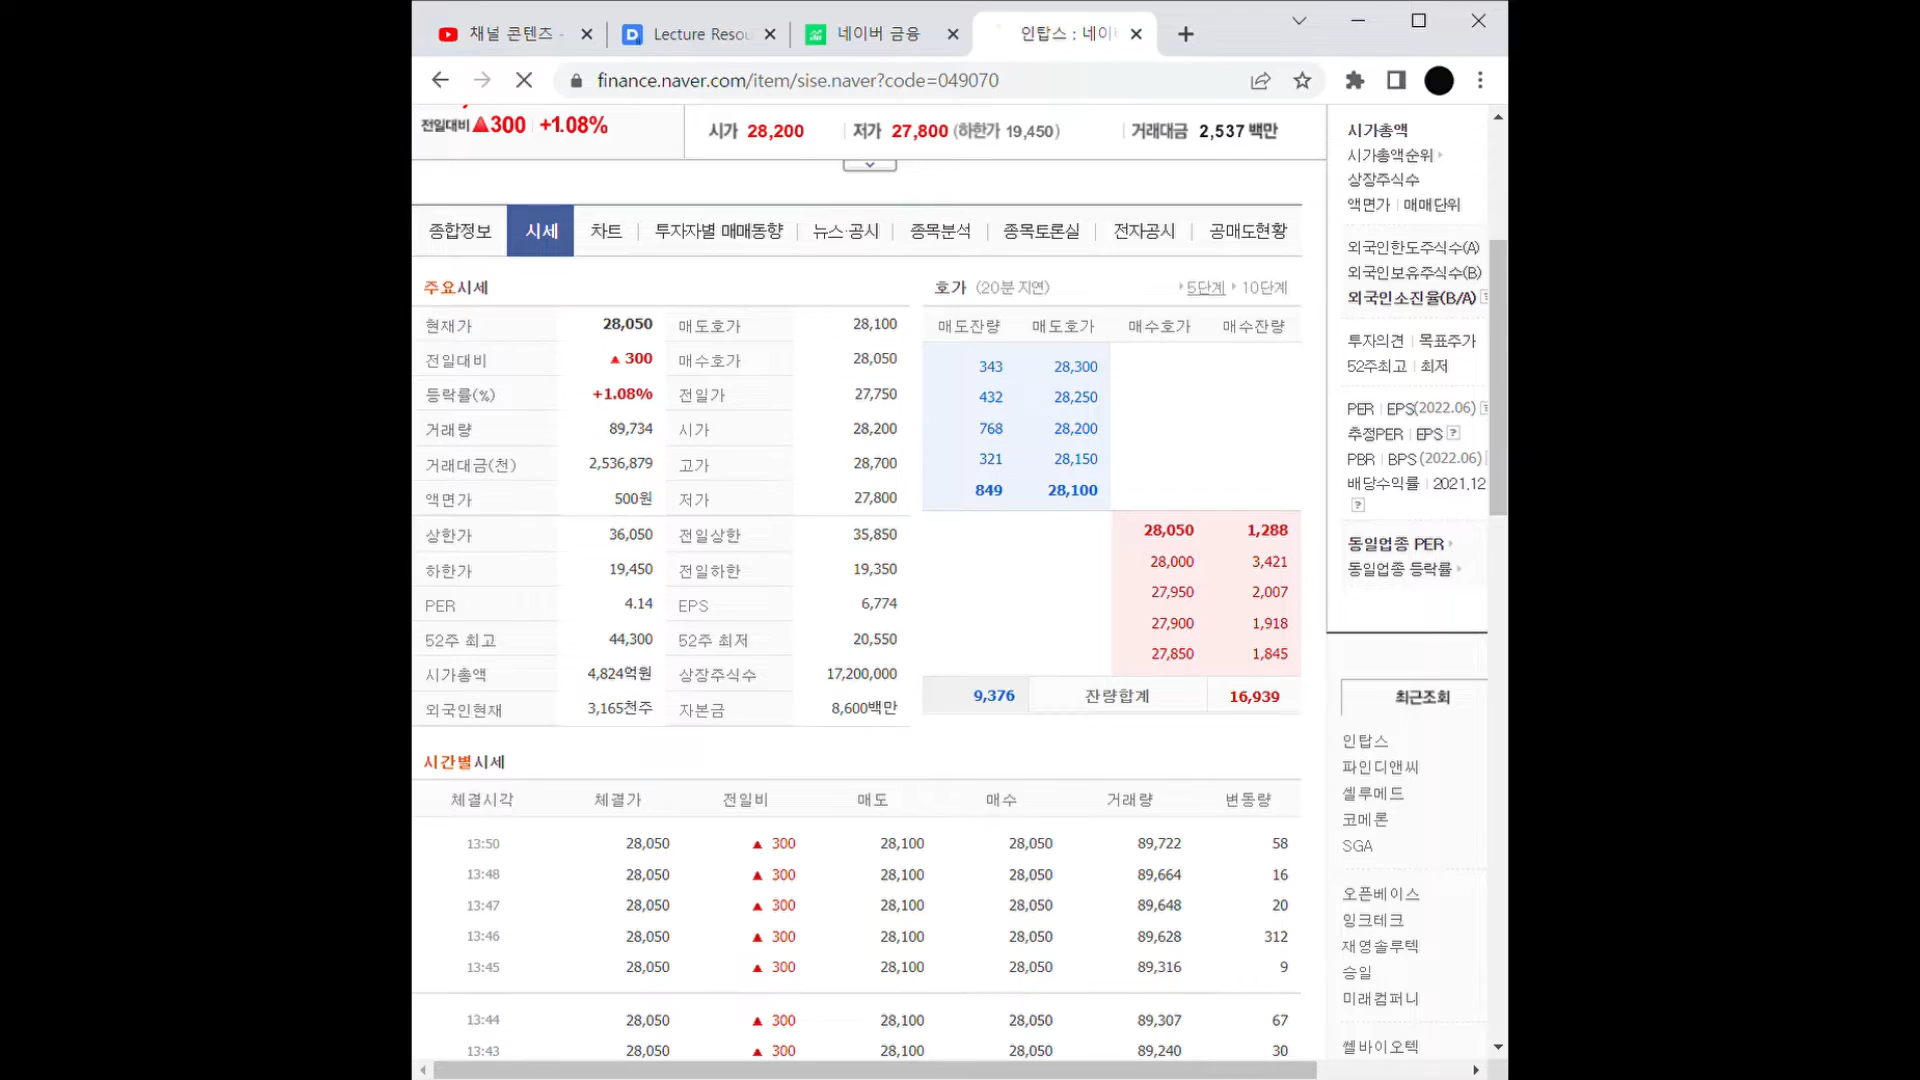 채널 콘텐츠 -
Lecture Resou
네이버 금융
인탑스 : 네이
finance.naver.com/item/sise.naver?code=049070
전일대비 ▲300 +1.08%
시가 28,200
저가 27,800 (하한가 19,450)
거래대금 2,537 백만
종합정보 시세 차트 투자자별 매매동향 뉴스·공시 종목분석 종목토론실 전자공시 공매도현황
주요시세
현재가 28,050 매도호가 28,100
전일대비 ▲ 300 매수호가 28,050
등락률(%) +1.08% 전일가 27,750
거래량 89,734 시가 28,200
거래대금(천) 2,536,879 고가 28,700
액면가 500원 저가 27,800
상한가 36,050 전일상한 35,850
하한가 19,450 전일하한 19,350
PER 4.14 EPS 6,774
52주 최고 44,300 52주 최저 20,550
시가총액 4,824억원 상장주식수 17,200,000
외국인현재 3,165천주 자본금 8,600백만
호가 (20분 지연) 5단계 10단계
매도잔량 매도호가 매수호가 매수잔량
343 28,300
432 28,250
768 28,200
321 28,150
849 28,100
28,050 1,288
28,000 3,421
27,950 2,007
27,900 1,918
27,850 1,845
9,376 잔량합계 16,939
시간별시세
체결시각 체결가 전일비 매도 매수 거래량 변동량
13:50 28,050 ▲ 300 28,100 28,050 89,722 58
13:48 28,050 ▲ 300 28,100 28,050 89,664 16
13:47 28,050 ▲ 300 28,100 28,050 89,648 20
13:46 28,050 ▲ 300 28,100 28,050 89,628 312
13:45 28,050 ▲ 300 28,100 28,050 89,316 9
13:44 28,050 ▲ 300 28,100 28,050 89,307 67
13:43 28,050 ▲ 300 28,100 28,050 89,240 30
시가총액
시가총액순위
상장주식수
액면가 | 매매단위
외국인한도주식수(A)
외국인보유주식수(B)
외국인소진율(B/A) ?
투자의견 | 목표주가
52주최고 | 최저
PER | EPS(2022.06) ?
추정PER | EPS ?
PBR | BPS (2022.06)
배당수익률 | 2021.12
?
동일업종 PER
동일업종 등락률
최근조회
인탑스
파인디앤씨
셀루메드
코메론
SGA
오픈베이스
잉크테크
재영솔루텍
승일
미래컴퍼니
쎌바이오텍